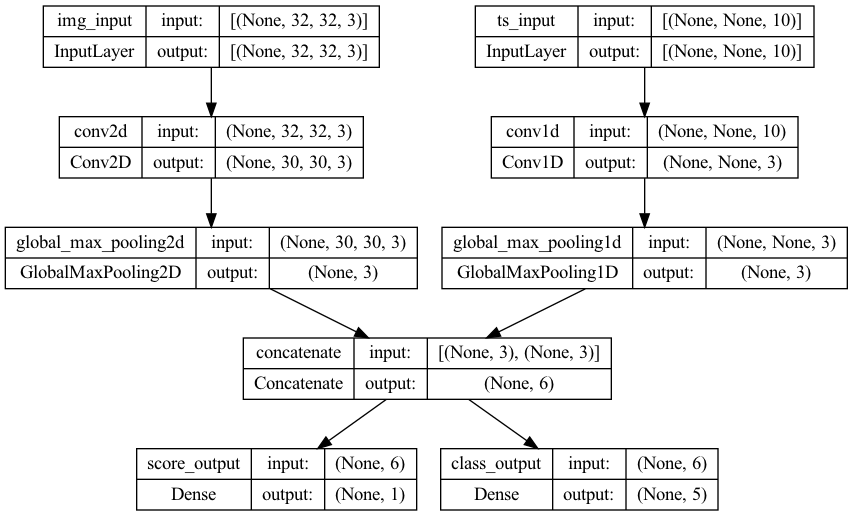 img_input input: [(None, 32, 32, 3)]
InputLayer output: [(None, 32, 32, 3)]
ts_input input: [(None, None, 10)]
InputLayer output: [(None, None, 10)]
conv2d input: (None, 32, 32, 3)
Conv2D output: (None, 30, 30, 3)
conv1d input: (None, None, 10)
Conv1D output: (None, None, 3)
global_max_pooling2d input: (None, 30, 30, 3)
GlobalMaxPooling2D output: (None, 3)
global_max_pooling1d input: (None, None, 3)
GlobalMaxPooling1D output: (None, 3)
concatenate input: [(None, 3), (None, 3)]
Concatenate output: (None, 6)
score_output input: (None, 6)
Dense output: (None, 1)
class_output input: (None, 6)
Dense output: (None, 5)